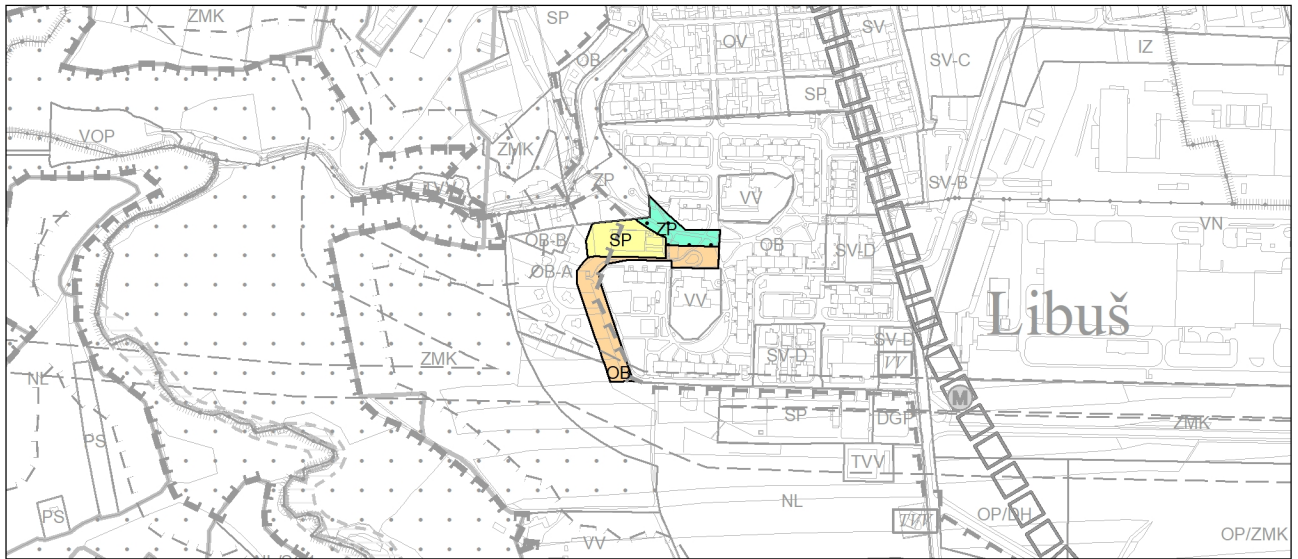 ZMK
SP
SV
OV
IZ
OB
SV-C
SP
VOP
ZMK
SV-B
ZP
VV
VN
ZP
OB-B
SP
OB
SV-D
OB-A
VV
Libuš
SV-D
SV-D
ZMK
VV
OB
NL
M
SP
DGP
ZMK
PS
TVV
NL
PS
TVV
OP/DH
VV
OP/ZMK